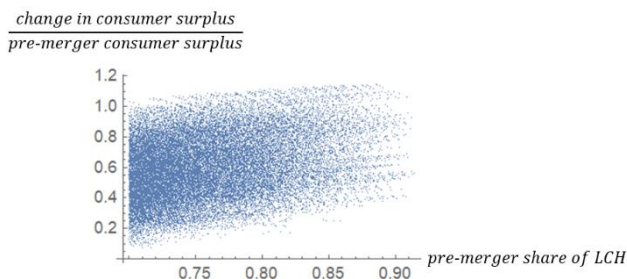 change in consumer surplus
pre-merger consumer surplus
1.2
1.0
0.8
0.6
0.4
0.2
pre-merger share of LCH
0.75 0.80 0.85 0.90